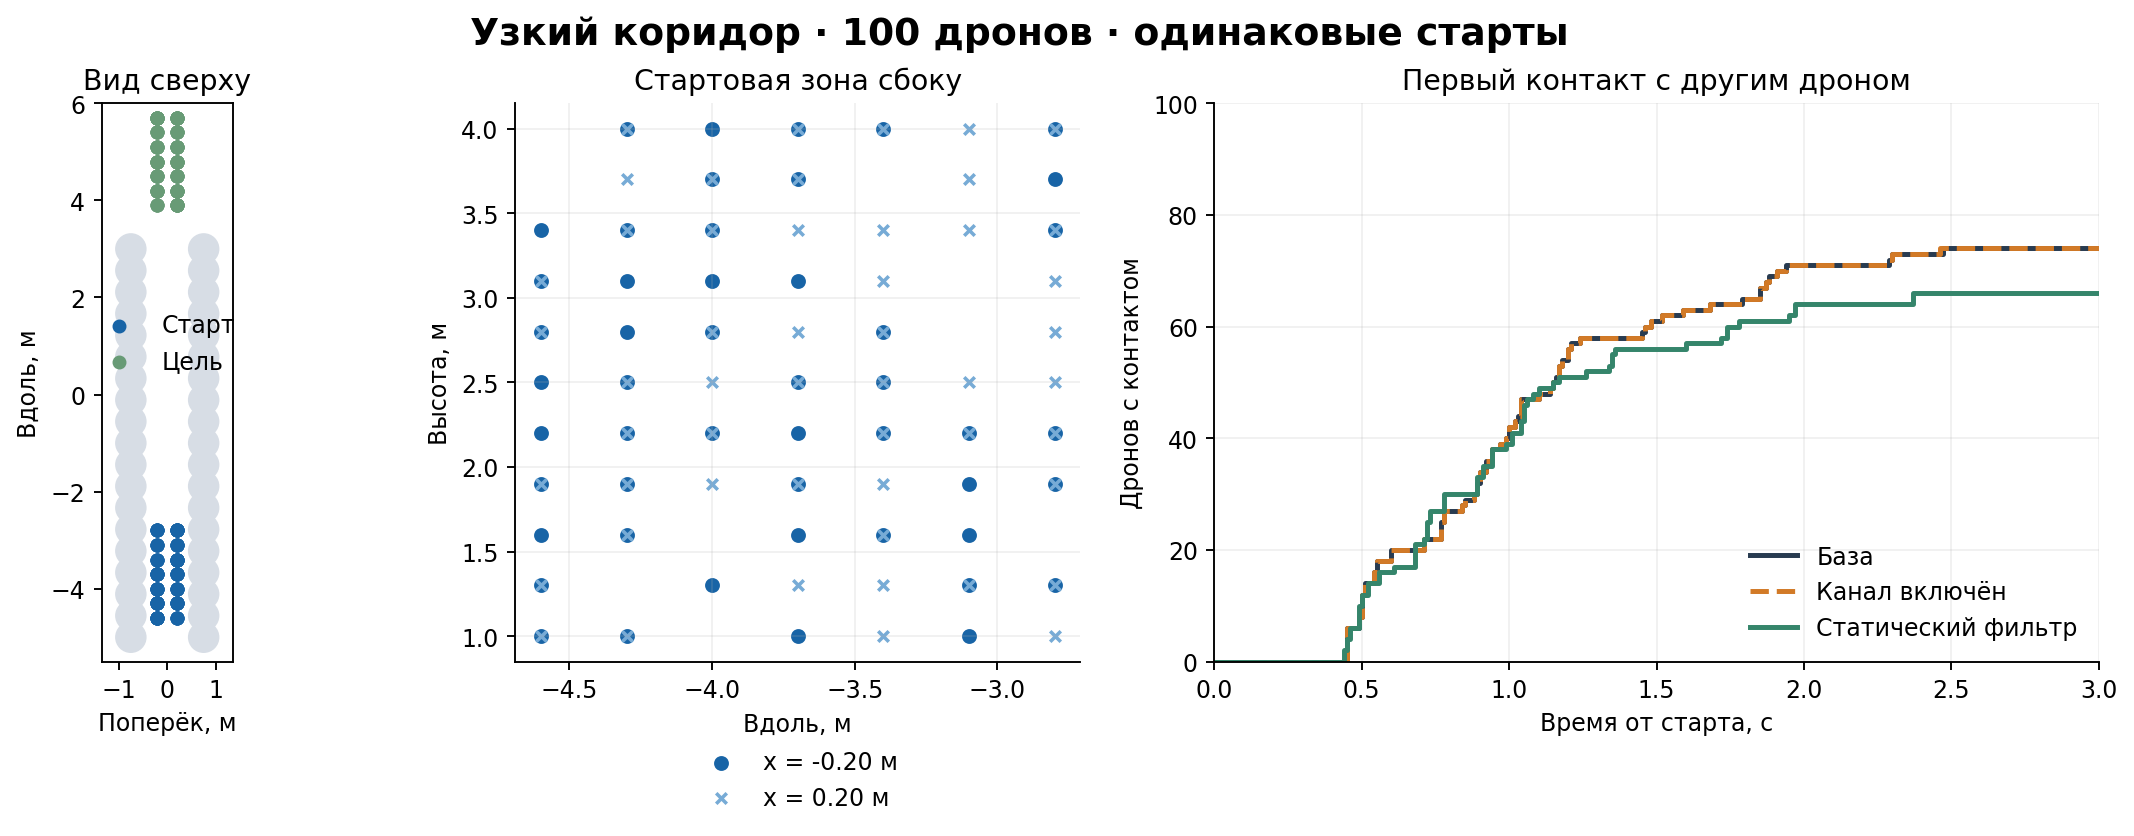 Узкий коридор · 100 дронов · одинаковые старты
Вид сверху
6
4
2
0
−2
−4
−1 0 1
Вдоль, м
Поперёк, м
Старт
Цель
Стартовая зона сбоку
4.0
3.5
3.0
2.5
2.0
1.5
1.0
−4.5 −4.0 −3.5 −3.0
Высота, м
Вдоль, м
x = -0.20 м
x = 0.20 м
Первый контакт с другим дроном
100
80
60
40
20
0
0.0 0.5 1.0 1.5 2.0 2.5 3.0
Дронов с контактом
Время от старта, с
База
Канал включён
Статический фильтр